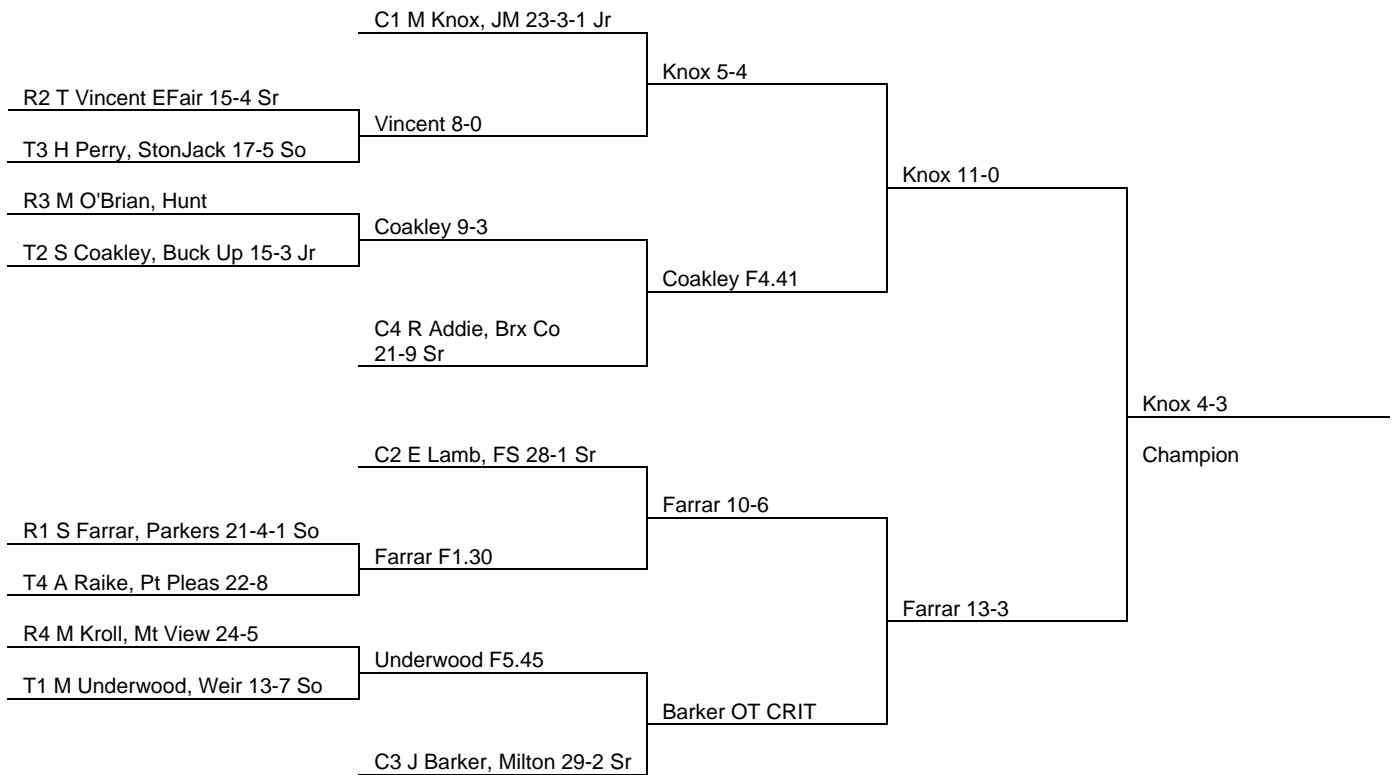 C1 M Knox, JM 23-3-1 Jr
Knox 5-4
R2 T Vincent EFair 15-4 Sr
Vincent 8-0
T3 H Perry, StonJack 17-5 So
Knox 11-0
R3 M O'Brian, Hunt
Coakley 9-3
T2 S Coakley, Buck Up 15-3 Jr
Coakley F4.41
C4 R Addie, Brx Co
21-9 Sr
Knox 4-3
C2 E Lamb, FS 28-1 Sr
Champion
Farrar 10-6
R1 S Farrar, Parkers 21-4-1 So
Farrar F1.30
T4 A Raike, Pt Pleas 22-8
Farrar 13-3
R4 M Kroll, Mt View 24-5
Underwood F5.45
T1 M Underwood, Weir 13-7 So
Barker OT CRIT
C3 J Barker, Milton 29-2 Sr